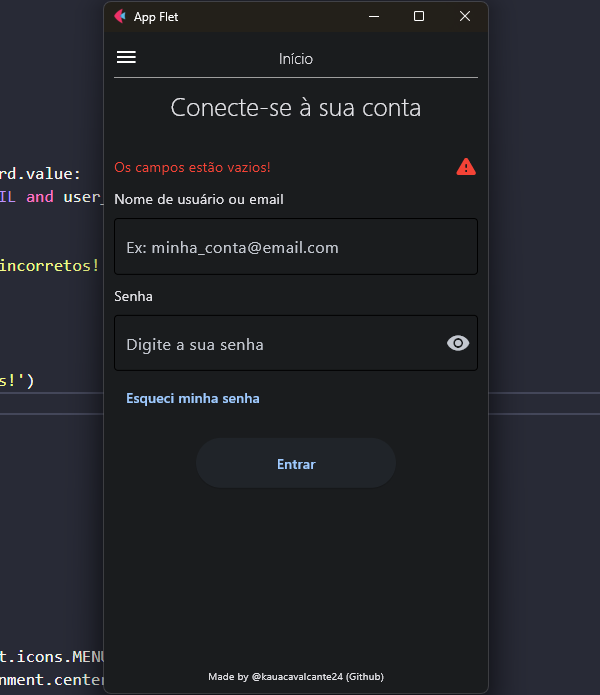 App Flet
Início
Conecte-se à sua conta
rd.value:
Os campos estão vazios!
IL and user_
Nome de usuário ou email
Ex: minha_conta@email.com
incorretos!
Senha
Digite a sua senha
s!')
Esqueci minha senha
Entrar
t.icons.MENU
Made by @kauacavalcante24 (Github)
nment.center